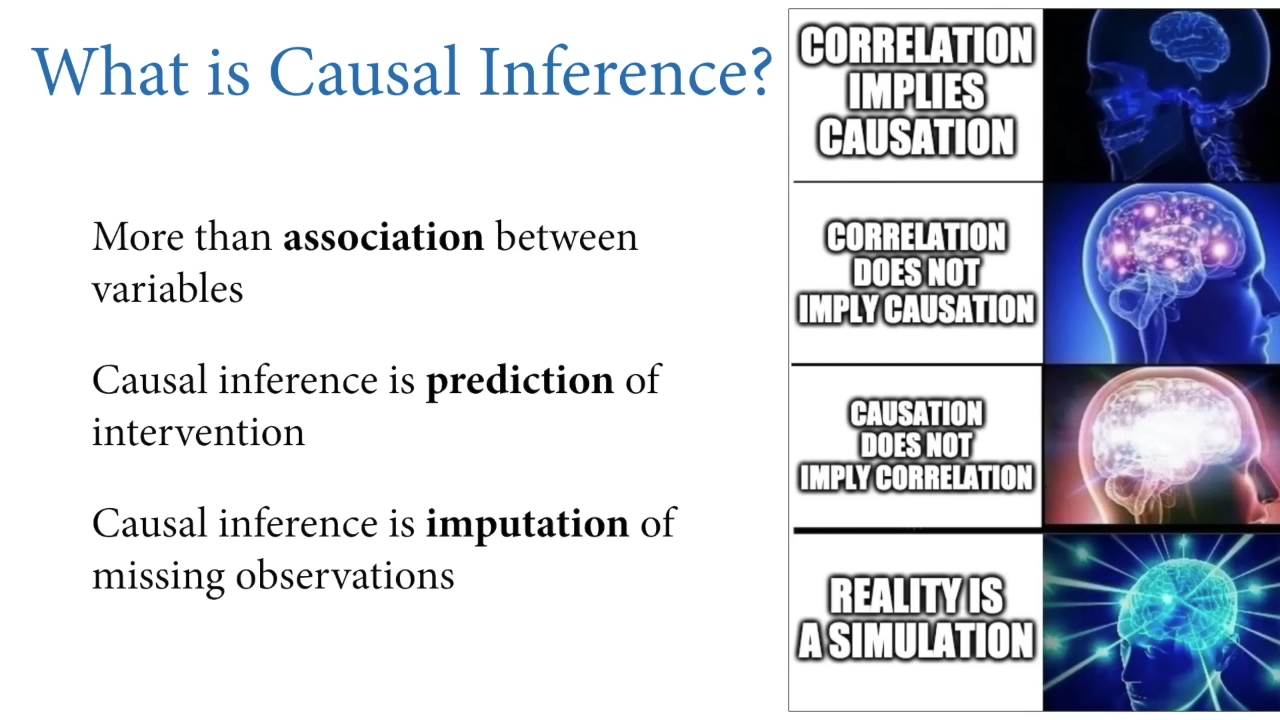 What is Causal Inference?
More than association between
variables
Causal inference is prediction of
intervention
Causal inference is imputation of
missing observations
CORRELATION
IMPLIES
CAUSATION
CORRELATION
DOES NOT
IMPLY CAUSATION
CAUSATION
DOES NOT
IMPLY CORRELATION
REALITY IS
A SIMULATION